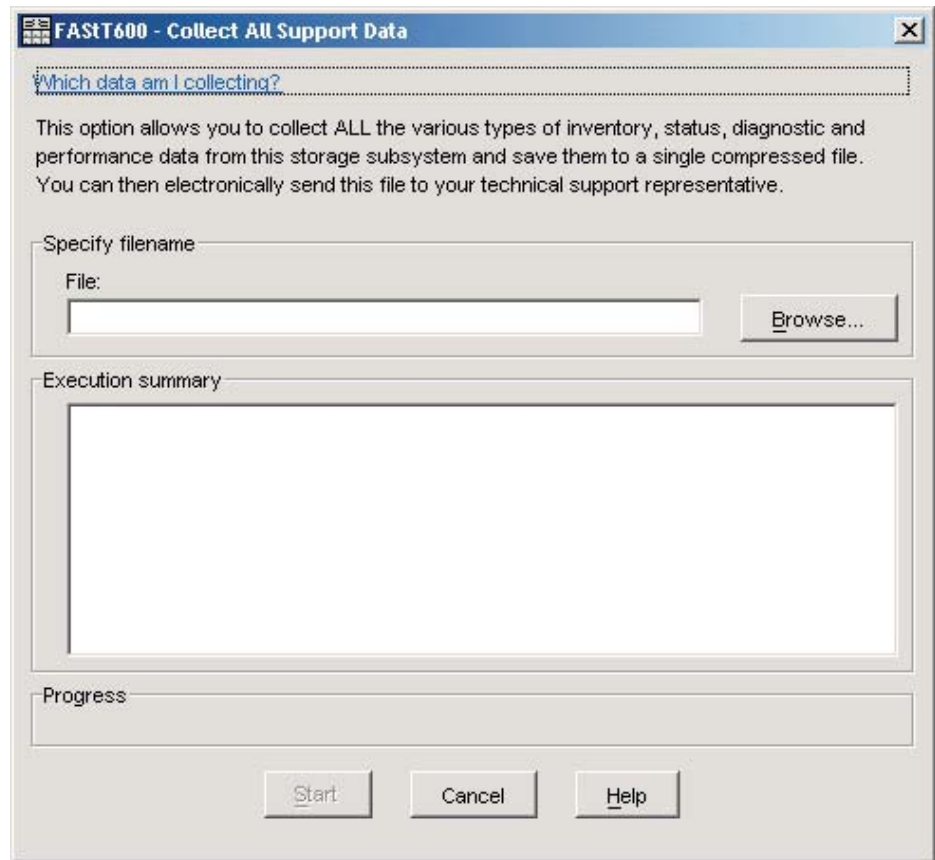 FAStT600 - Collect All Support Data
Which data am I collecting?
This option allows you to collect ALL the various types of inventory, status, diagnostic and
performance data from this storage subsystem and save them to a single compressed file.
You can then electronically send this file to your technical support representative.
Specify filename
File:
Browse...
Execution summary
Progress
Start Cancel Help